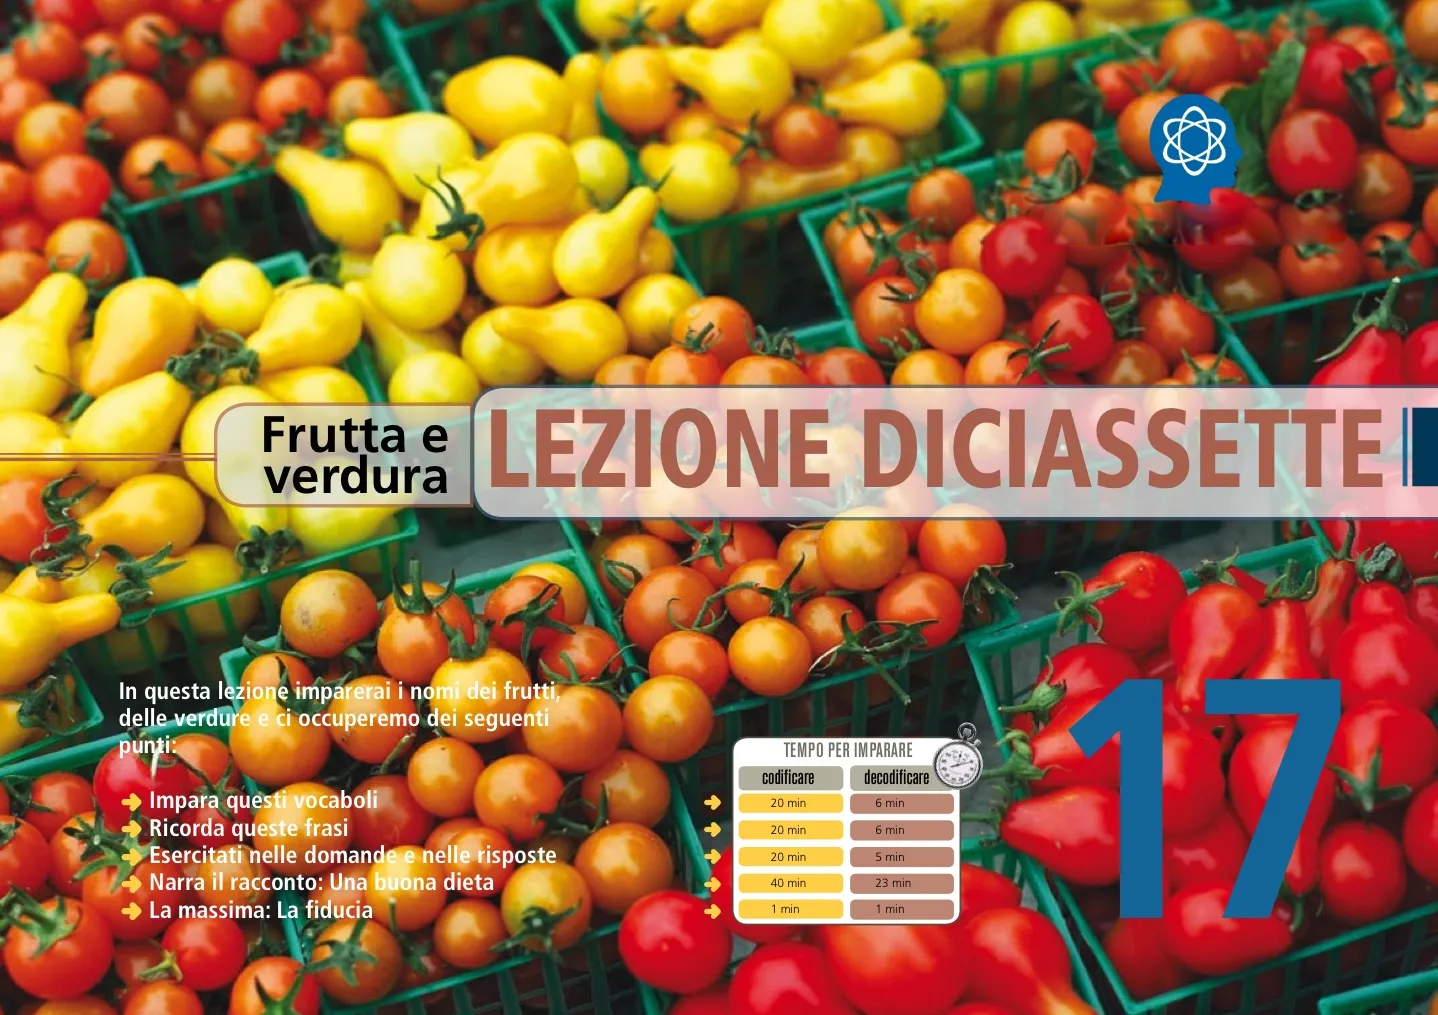 Frutta e
verdura
LEZIONE DICIASSETTE
In questa lezione imparerai i nomi dei frutti,
delle verdure e ci occuperemo dei seguenti
punti:
Impara questi vocaboli
Ricorda queste frasi
Esercitati nelle domande e nelle risposte
Narra il racconto: Una buona dieta
La massima: La fiducia
TEMPO PER IMPARARE
codificare decodificare
20 min 6 min
20 min 6 min
20 min 5 min
40 min 23 min
1 min 1 min
17